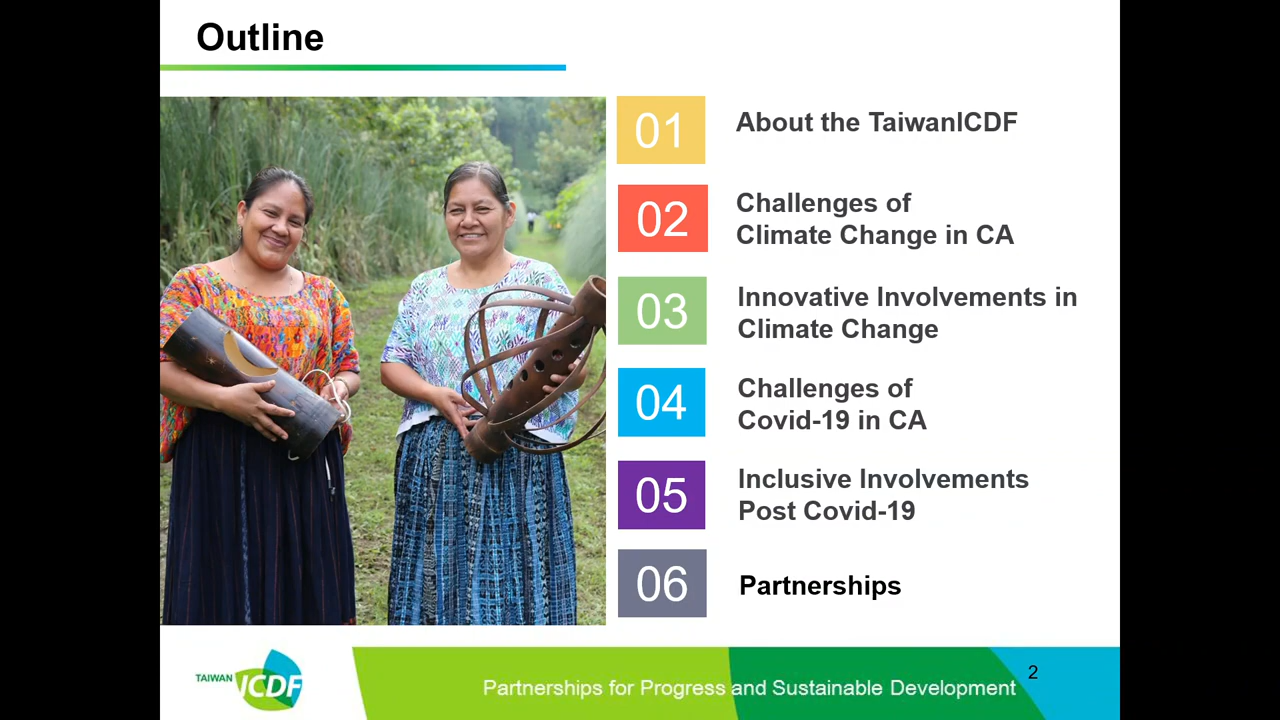 Outline
01
About the TaiwanICDF
02
Challenges of
Climate Change in CA
03
Innovative Involvements in
Climate Change
04
Challenges of
Covid-19 in CA
05
Inclusive Involvements
Post Covid-19
06
Partnerships
TAIWAN ICDF
Partnerships for Progress and Sustainable Development
2